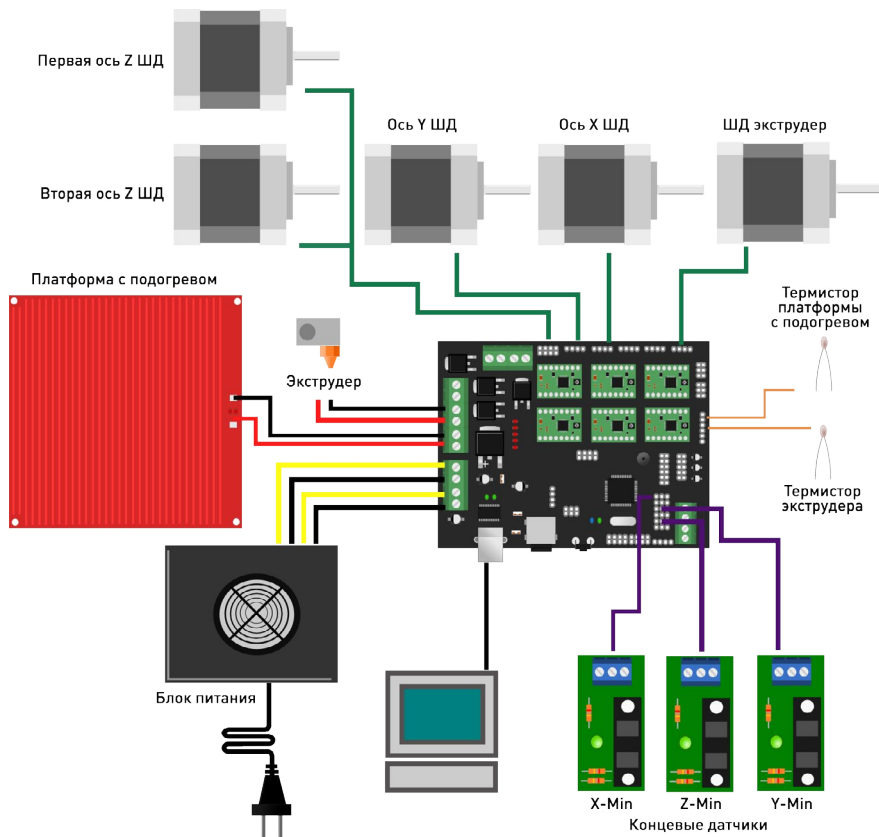 Первая ось Z ШД
Ось Y ШД
Ось X ШД
ШД экструдер
Вторая ось Z ШД
Платформа с подогревом
Термистор
платформы
с подогревом
Экструдер
Термистор
экструдера
Блок питания
X-Min
Z-Min
Y-Min
Концевые датчики